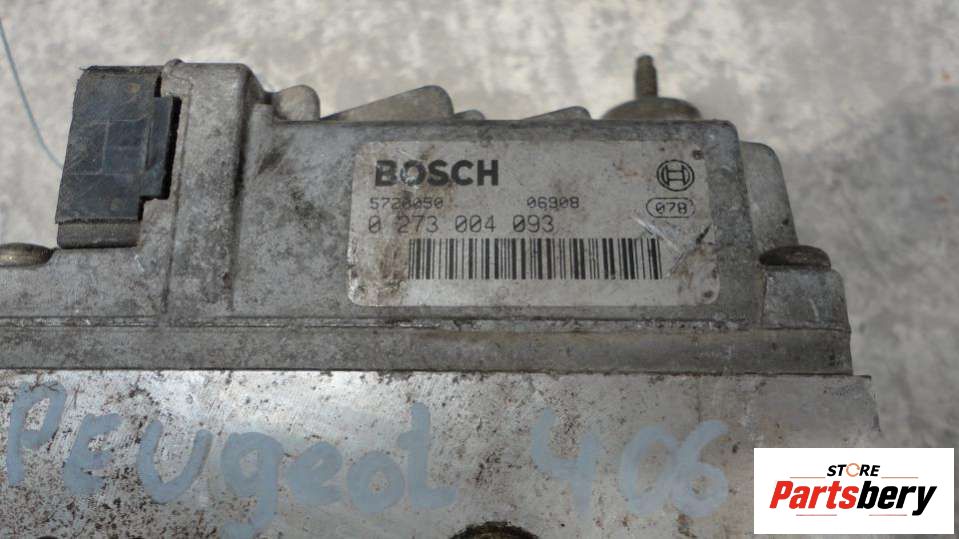 BOSCH
5720050 06908
078
0 273 004 093
PEUgeot 406
STORE
Partsbery